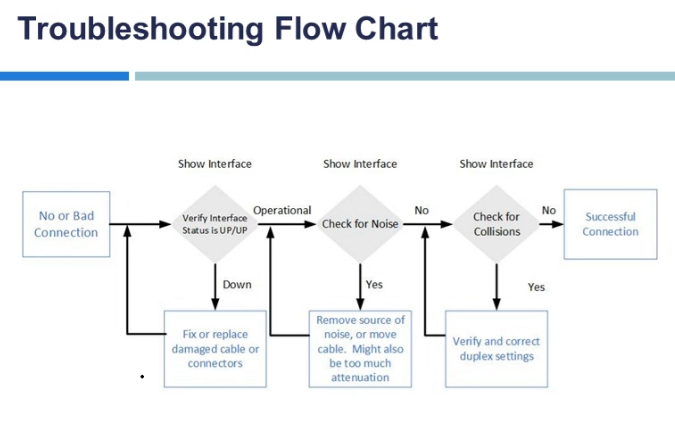 Troubleshooting Flow Chart
Show Interface
Show Interface
Show Interface
No or Bad
Connection
Verify Interface
Status is UP/UP
Operational
Check for Noise
No
Check for
Collisions
No
Successful
Connection
Down
Yes
Yes
Fix or replace
damaged cable or
connectors
Remove source of
noise, or move
cable. Might also
be too much
attenuation
Verify and correct
duplex settings